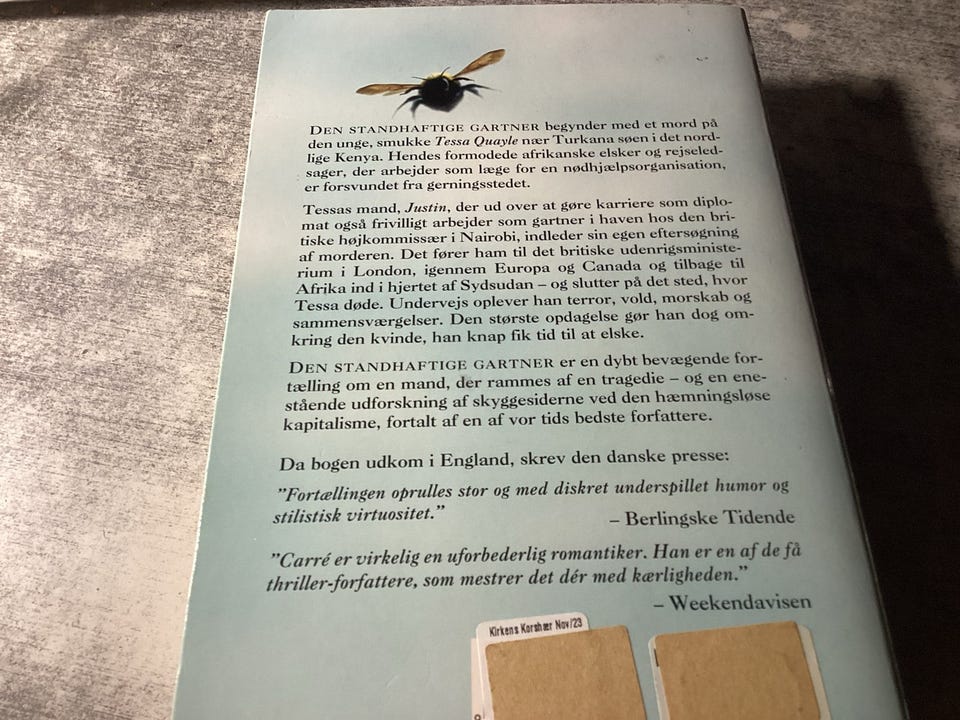 DEN STANDHAFTIGE GARTNER begynder med et mord på
den unge, smukke Tessa Quayle nær Turkana søen i det nord-
lige Kenya. Hendes formodede afrikanske elsker og rejseled-
sager, der arbejder som læge for en nødhjælpsorganisation,
er forsvundet fra gerningsstedet.
Tessas mand, Justin, der ud over at gøre karriere som diplo-
mat også frivilligt arbejder som gartner i haven hos den bri-
tiske højkommissær i Nairobi, indleder sin egen eftersøgning
af morderen. Det fører ham til det britiske udenrigsministe-
rium i London, igennem Europa og Canada og tilbage til
Afrika ind i hjertet af Sydsudan – og slutter på det sted, hvor
Tessa døde. Undervejs oplever han terror, vold, morskab og
sammensværgelser. Den største opdagelse gør han dog om-
kring den kvinde, han knap fik tid til at elske.
DEN STANDHAFTIGE GARTNER er en dybt bevægende for-
tælling om en mand, der rammes af en tragedie – og en ene-
stående udforskning af skyggesiderne ved den hæmningsløse
kapitalisme, fortalt af en af vor tids bedste forfattere.
Da bogen udkom i England, skrev den danske presse:
"Fortællingen oprulles stor og med diskret underspillet humor og
stilistisk virtuositet."
– Berlingske Tidende
"Carré er virkelig en uforbederlig romantiker. Han er en af de få
thriller-forfattere, som mestrer det dér med kærligheden."
– Weekendavisen
Kirkens Korshær Nov/23